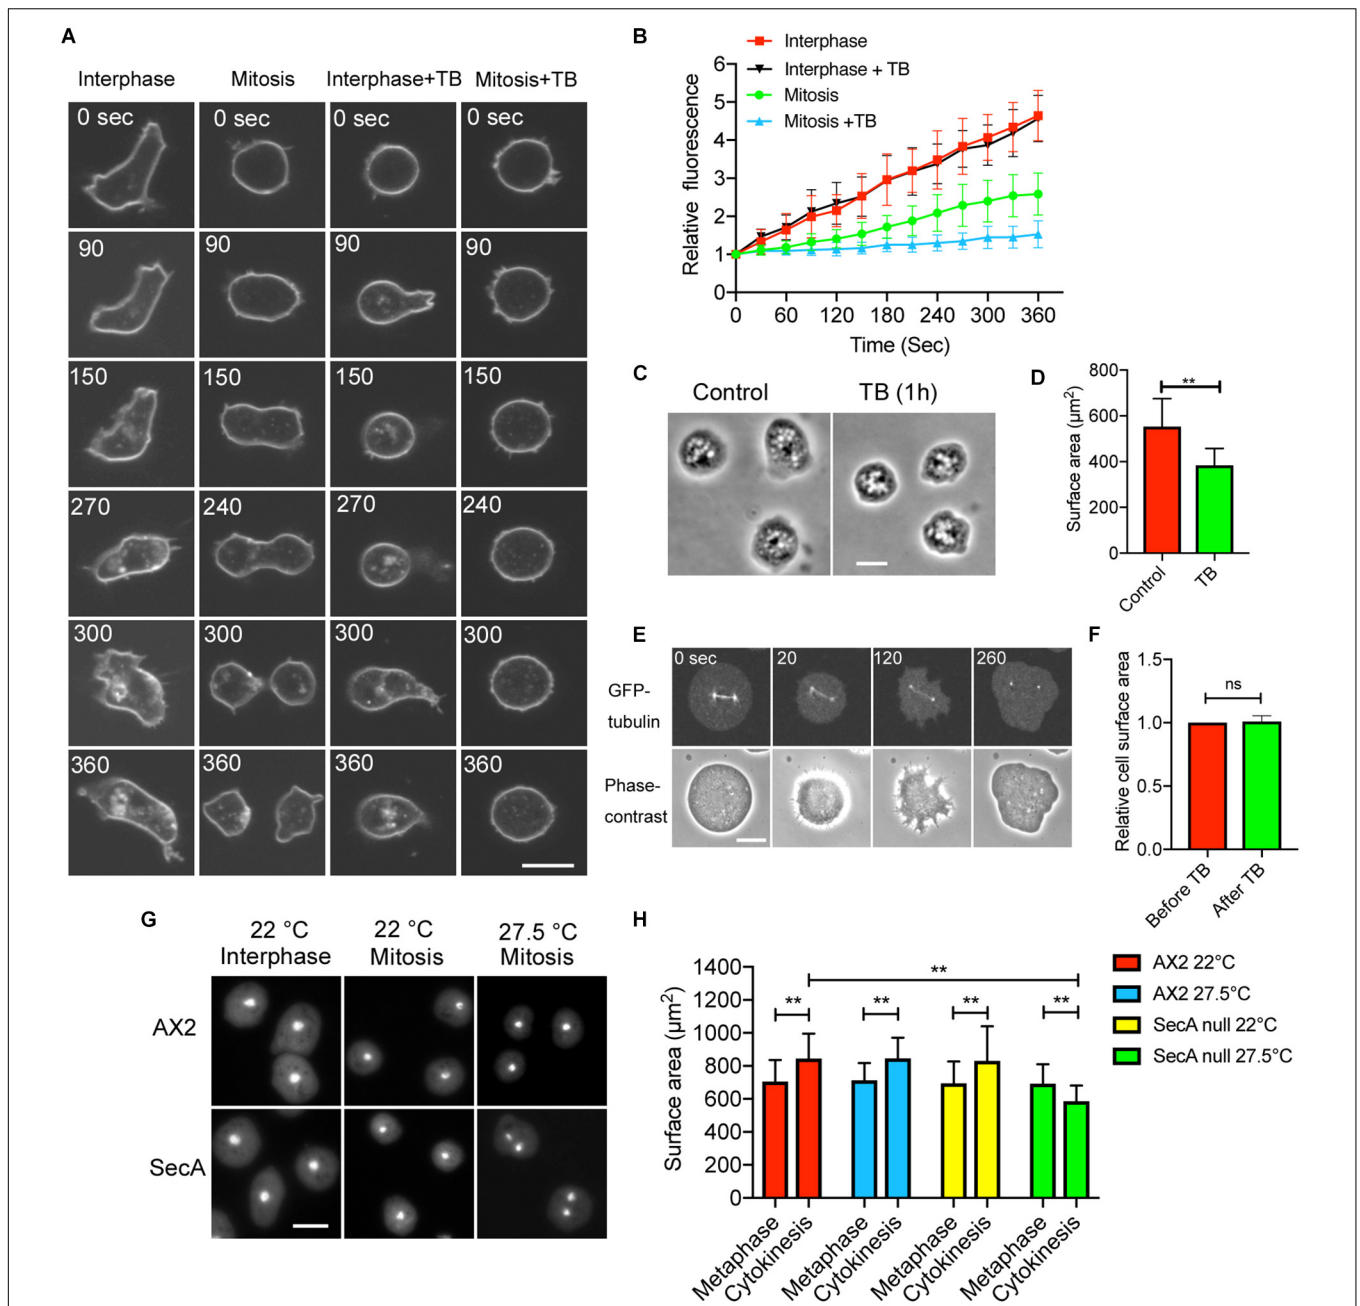 A
Interphase Mitosis Interphase+TB Mitosis+TB
0 sec 0 sec 0 sec 0 sec
90 90 90 90
150 150 150 150
270 240 270 240
300 300 300 300
360 360 360 360
B
Interphase
Interphase + TB
Mitosis
Mitosis +TB
Relative fluorescence
6
5
4
3
2
1
0
0 60 120 180 240 300 360
Time (Sec)
C
Control TB (1h)
D
Surface area (µm²)
800
600
400
200
0
**
Control TB
E
0 sec 20 120 260
GFP-
tubulin
Phase-
contrast
F
Relative cell surface area
1.5
1.0
0.5
0.0
ns
Before TB After TB
G
22 °C 22 °C 27.5 °C
Interphase Mitosis Mitosis
AX2
SecA
H
Surface area (µm²)
1400
1200
1000
800
600
400
200
0
**
** ** ** **
Metaphase Cytokinesis Metaphase Cytokinesis Metaphase Cytokinesis Metaphase Cytokinesis
AX2 22°C
AX2 27.5°C
SecA null 22°C
SecA null 27.5°C